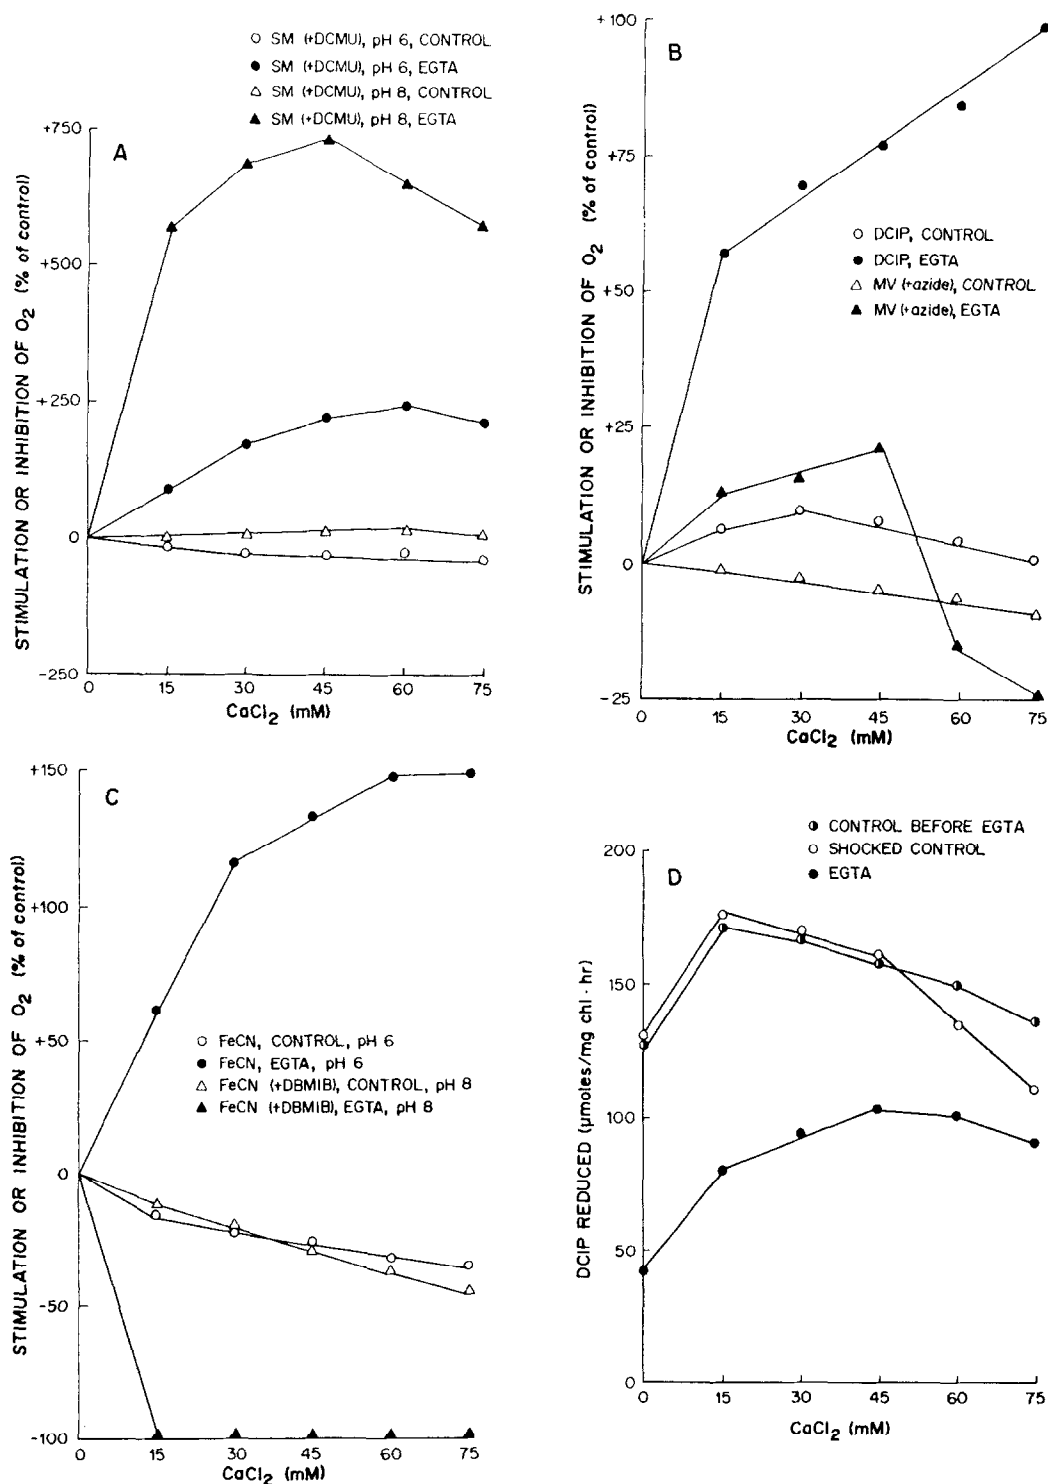 ○ SM (+DCMU), pH 6, CONTROL
● SM (+DCMU), pH 6, EGTA
△ SM (+DCMU), pH 8, CONTROL
▲ SM (+DCMU), pH 8, EGTA
A
STIMULATION OR INHIBITION OF O2 (% of control)
+750
+500
+250
0
-250
0 15 30 45 60 75
CaCl2 (mM)
B
STIMULATION OR INHIBITION OF O2 (% of control)
+100
+75
+50
+25
0
-25
○ DCIP, CONTROL
● DCIP, EGTA
△ MV (+azide), CONTROL
▲ MV (+azide), EGTA
0 15 30 45 60 75
CaCl2 (mM)
C
STIMULATION OR INHIBITION OF O2 (% of control)
+150
+100
+50
0
-50
-100
○ FeCN, CONTROL, pH 6
● FeCN, EGTA, pH 6
△ FeCN (+DBMIB), CONTROL, pH 8
▲ FeCN (+DBMIB), EGTA, pH 8
0 15 30 45 60 75
CaCl2 (mM)
◑ CONTROL BEFORE EGTA
○ SHOCKED CONTROL
● EGTA
D
DCIP REDUCED (μmoles/mg chl · hr)
200
150
100
50
0
0 15 30 45 60 75
CaCl2 (mM)